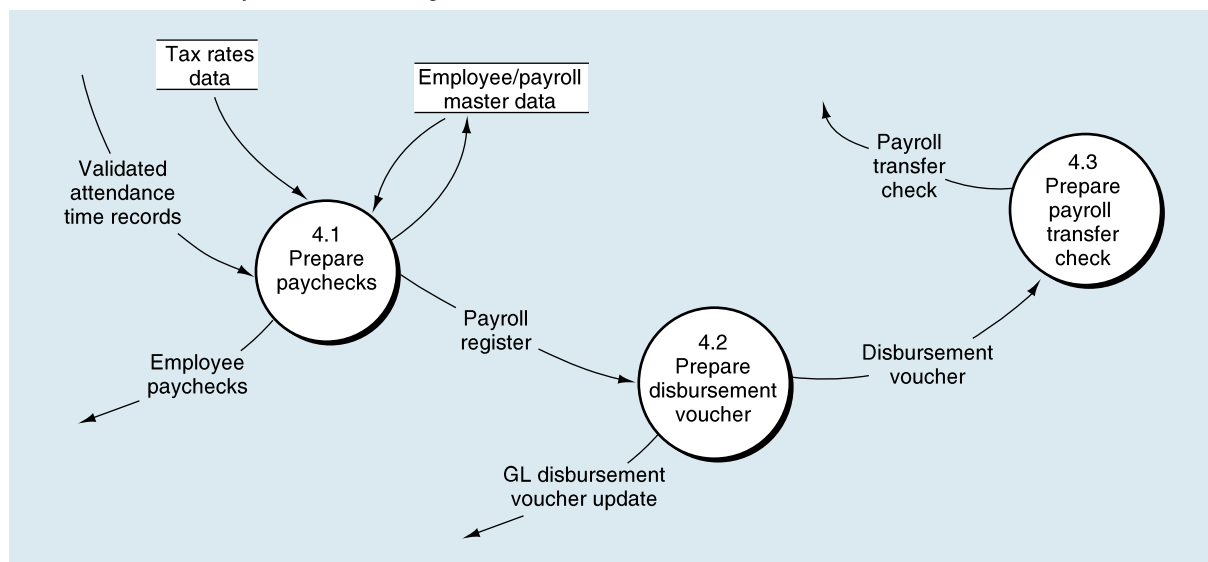 Tax rates
data
Employee/payroll
master data
Validated
attendance
time records
4.1
Prepare
paychecks
Employee
paychecks
Payroll
register
4.2
Prepare
disbursement
voucher
GL disbursement
voucher update
Disbursement
voucher
4.3
Prepare
payroll
transfer
check
Payroll
transfer
check